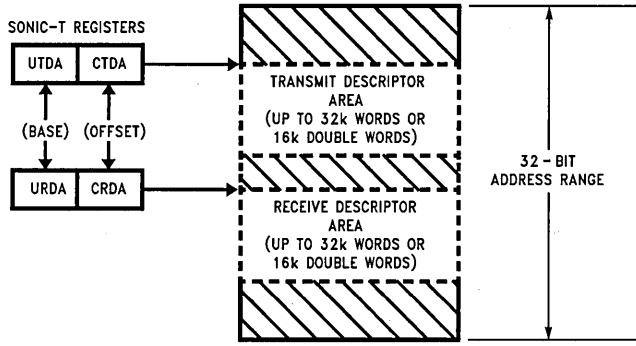 SONIC-T REGISTERS
UTDA CTDA
(BASE) (OFFSET)
URDA CRDA
TRANSMIT DESCRIPTOR
AREA
(UP TO 32k WORDS OR
16k DOUBLE WORDS)
RECEIVE DESCRIPTOR
AREA
(UP TO 32k WORDS OR
16k DOUBLE WORDS)
32-BIT
ADDRESS RANGE